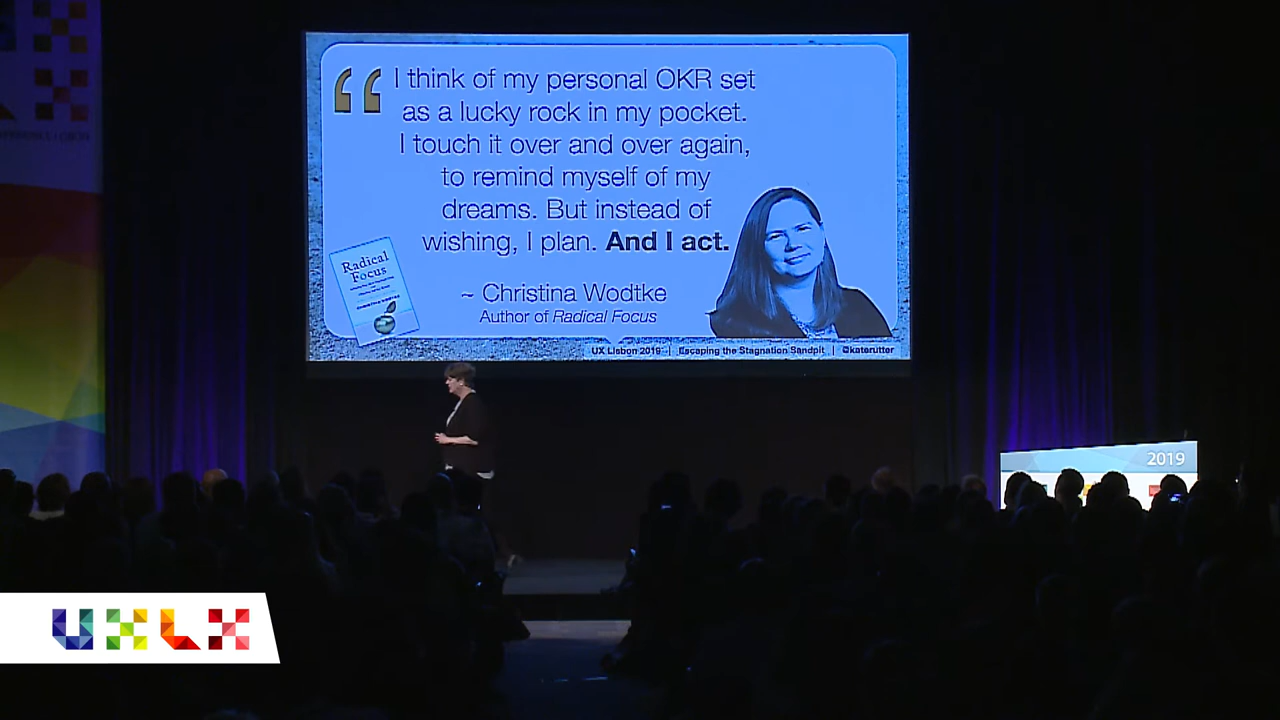 I think of my personal OKR set
as a lucky rock in my pocket.
I touch it over and over again,
to remind myself of my
dreams. But instead of
wishing, I plan. And I act.
~ Christina Wodtke
Author of Radical Focus
Radical
Focus
UX Lisbon 2019 | Escaping the Stagnation Sandpit | @katerutter
2019
UXLX